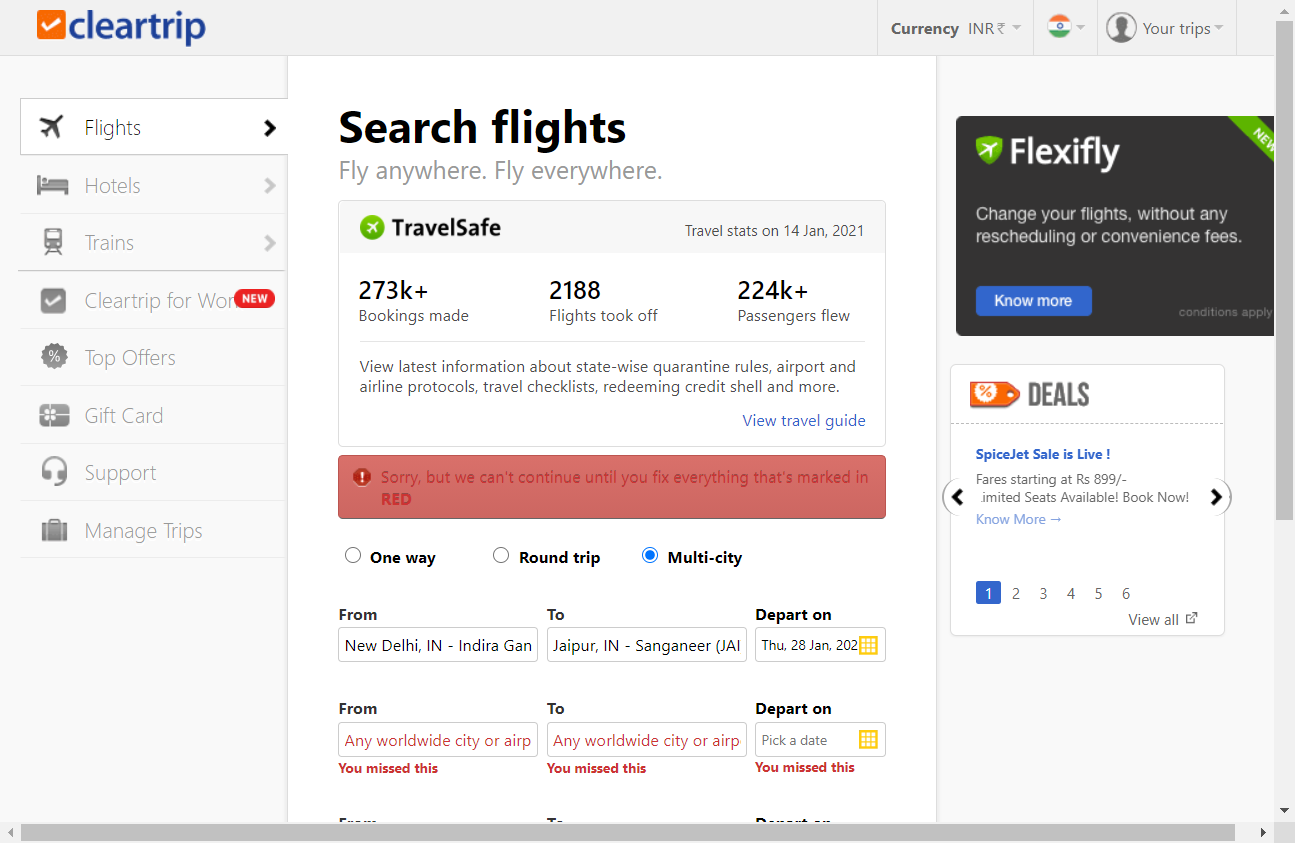 cleartrip
Currency INR₹
Your trips
Flights
Hotels
Trains
Cleartrip for Wor
NEW
Top Offers
Gift Card
Support
Manage Trips
Search flights
Fly anywhere. Fly everywhere.
TravelSafe
Travel stats on 14 Jan, 2021
273k+ 2188 224k+
Bookings made Flights took off Passengers flew
View latest information about state-wise quarantine rules, airport and
airline protocols, travel checklists, redeeming credit shell and more.
View travel guide
Sorry, but we can't continue until you fix everything that's marked in
RED
One way Round trip Multi-city
From To Depart on
New Delhi, IN - Indira Gan Jaipur, IN - Sanganeer (JAI Thu, 28 Jan, 202
From To Depart on
Any worldwide city or airp Any worldwide city or airp Pick a date
You missed this You missed this You missed this
From To Depart on
Flexifly
NEW
Change your flights, without any
rescheduling or convenience fees.
Know more
conditions apply
% DEALS
SpiceJet Sale is Live !
Fares starting at Rs 899/-
Limited Seats Available! Book Now!
Know More →
1 2 3 4 5 6
View all